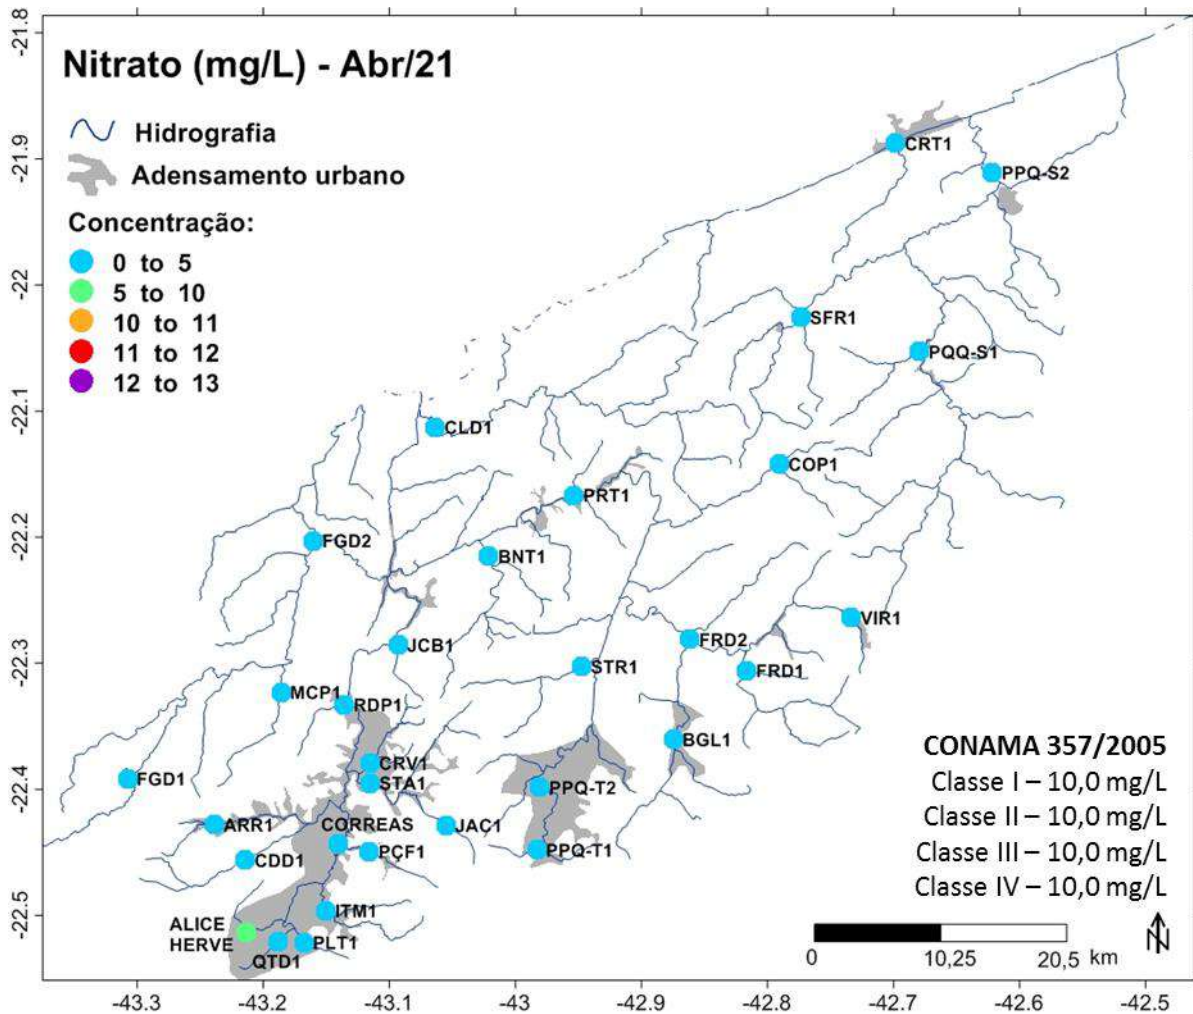 Nitrato (mg/L) - Abr/21
Hidrografia
Adensamento urbano
Concentração:
0 to 5
5 to 10
10 to 11
11 to 12
12 to 13
CRT1
PPQ-S2
SFR1
PQQ-S1
CLD1
COP1
PRT1
FGD2
BNT1
VIR1
FRD2
JCB1
STR1
FRD1
MCP1
RDP1
BGL1
CRV1
FGD1
STA1
PPQ-T2
ARR1
CORREAS
JAC1
PÇF1
PPQ-T1
CDD1
ITM1
ALICE
HERVE
PLT1
QTD1
CONAMA 357/2005
Classe I – 10,0 mg/L
Classe II – 10,0 mg/L
Classe III – 10,0 mg/L
Classe IV – 10,0 mg/L
0 10,25 20,5 km
N
-21.8
-21.9
-22
-22.1
-22.2
-22.3
-22.4
-22.5
-43.3 -43.2 -43.1 -43 -42.9 -42.8 -42.7 -42.6 -42.5